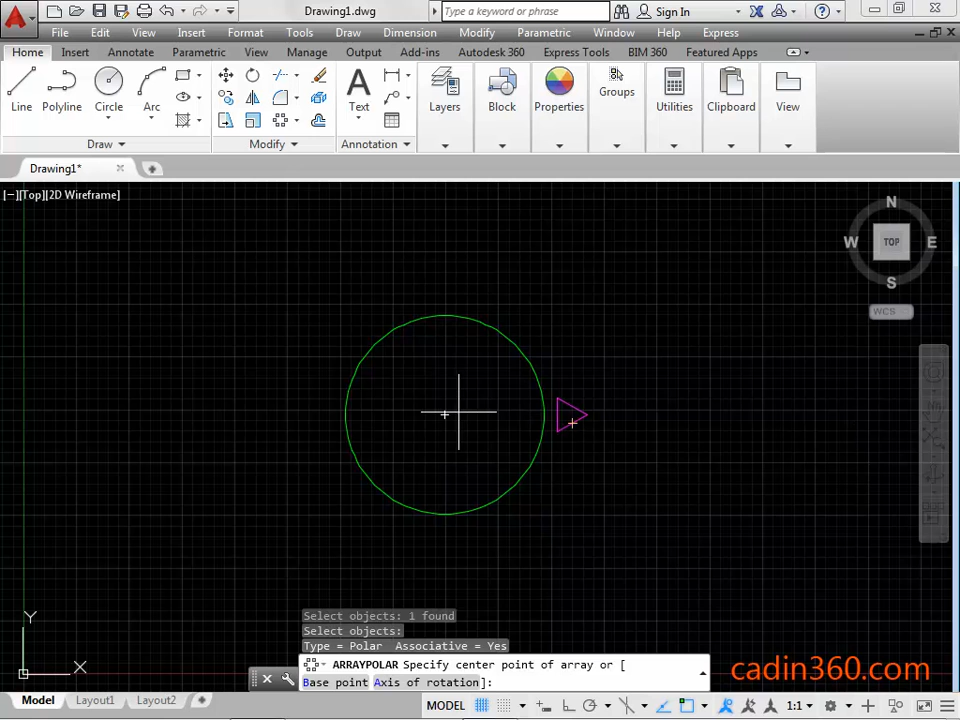 Drawing1.dwg
Type a keyword or phrase
Sign In
File Edit View Insert Format Tools Draw Dimension Modify Parametric Window Help Express
Home Insert Annotate Parametric View Manage Output Add-ins Autodesk 360 Express Tools BIM 360 Featured Apps
Line Polyline Circle Arc Text Layers Block Properties Groups Utilities Clipboard View
Draw Modify Annotation
Drawing1*
[−][Top][2D Wireframe]
N
W TOP E
S
WCS
Y
X
Select objects: 1 found
Select objects:
Type = Polar Associative = Yes
ARRAYPOLAR Specify center point of array or [
Base point Axis of rotation]:
cadin360.com
Model Layout1 Layout2 MODEL 1:1